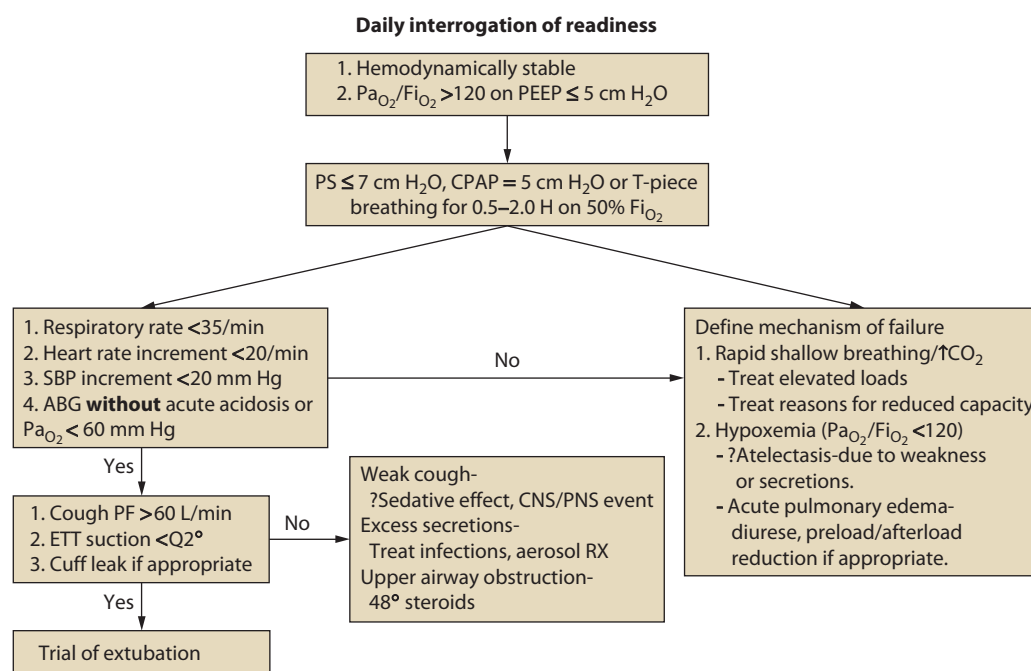 Daily interrogation of readiness
1. Hemodynamically stable
2. PaO₂/FiO₂ >120 on PEEP ≤ 5 cm H₂O
PS ≤ 7 cm H₂O, CPAP = 5 cm H₂O or T-piece
breathing for 0.5–2.0 H on 50% FiO₂
1. Respiratory rate <35/min
2. Heart rate increment <20/min
3. SBP increment <20 mm Hg
4. ABG without acute acidosis or
PaO₂ < 60 mm Hg
No
Define mechanism of failure
1. Rapid shallow breathing/↑CO₂
- Treat elevated loads
- Treat reasons for reduced capacity
2. Hypoxemia (PaO₂/FiO₂ <120)
- ?Atelectasis-due to weakness
or secretions.
- Acute pulmonary edema-
diurese, preload/afterload
reduction if appropriate.
Yes
1. Cough PF >60 L/min
2. ETT suction <Q2°
3. Cuff leak if appropriate
No
Weak cough-
?Sedative effect, CNS/PNS event
Excess secretions-
Treat infections, aerosol RX
Upper airway obstruction-
48° steroids
Yes
Trial of extubation